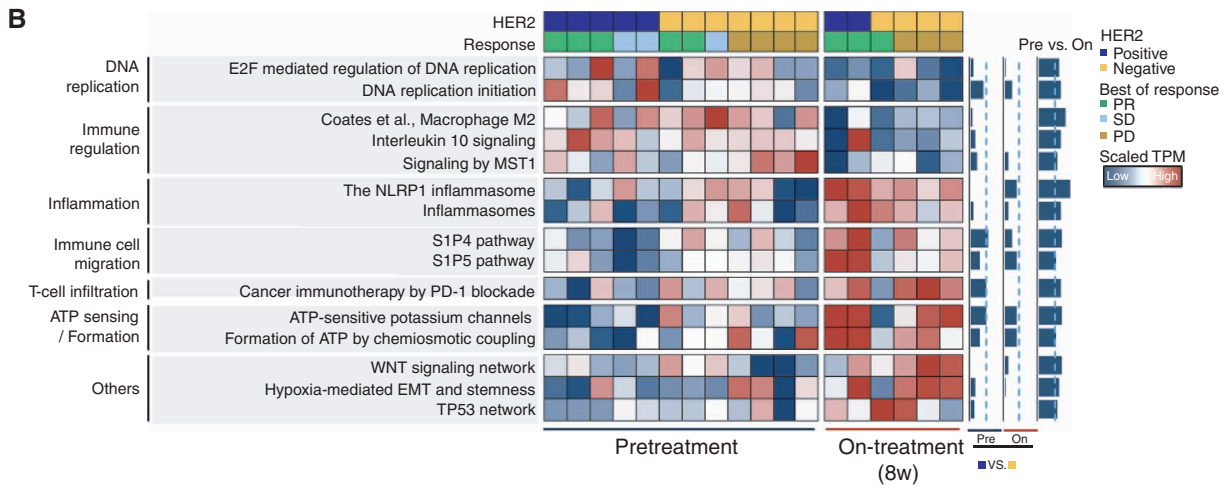 B
HER2
Response
Pre vs. On
HER2
Positive
Negative
Best of response
PR
SD
PD
Scaled TPM
Low
High
DNA
replication
E2F mediated regulation of DNA replication
DNA replication initiation
Immune
regulation
Coates et al., Macrophage M2
Interleukin 10 signaling
Signaling by MST1
Inflammation
The NLRP1 inflammasome
Inflammasomes
Immune cell
migration
S1P4 pathway
S1P5 pathway
T-cell infiltration
Cancer immunotherapy by PD-1 blockade
ATP sensing
/ Formation
ATP-sensitive potassium channels
Formation of ATP by chemiosmotic coupling
Others
WNT signaling network
Hypoxia-mediated EMT and stemness
TP53 network
Pretreatment
On-treatment
(8w)
Pre
On
VS.